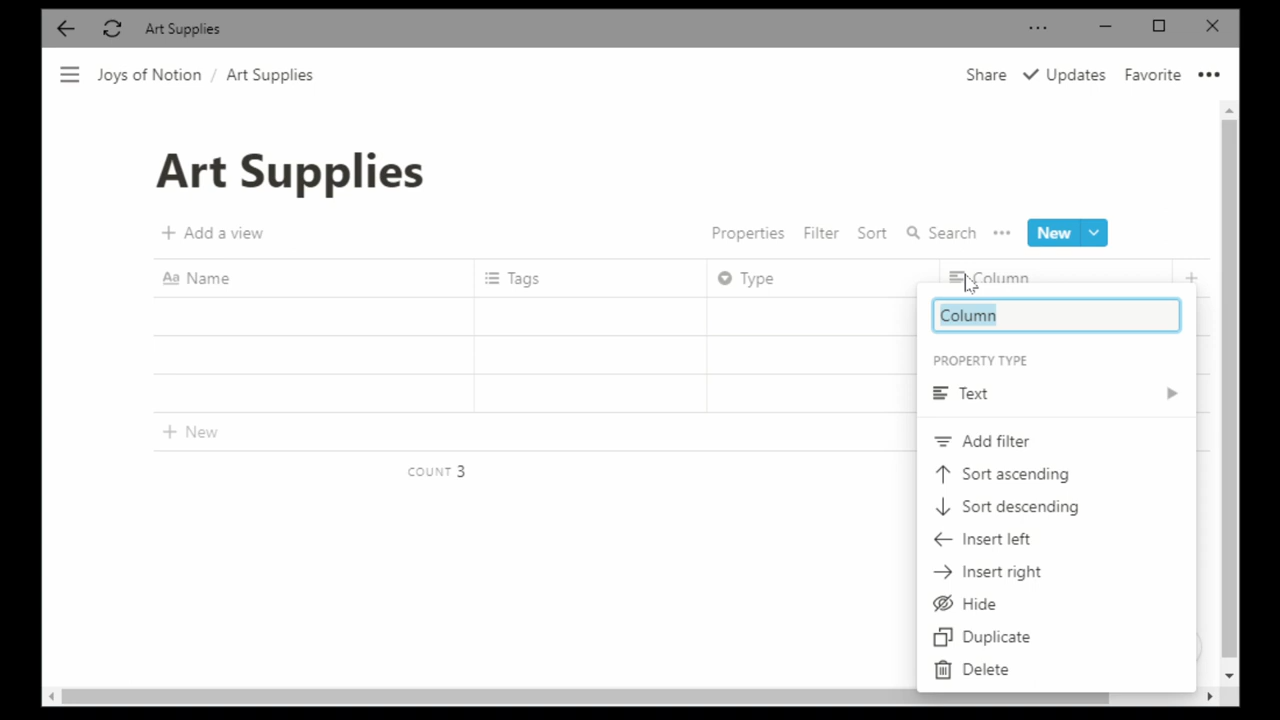 Art Supplies
Joys of Notion / Art Supplies
Share Updates Favorite •••
Art Supplies
+ Add a view Properties Filter Sort Search ••• New
Aa Name Tags Type Column +
Column
PROPERTY TYPE
Text
Add filter
+ New
Sort ascending
COUNT 3
Sort descending
Insert left
Insert right
Hide
Duplicate
Delete